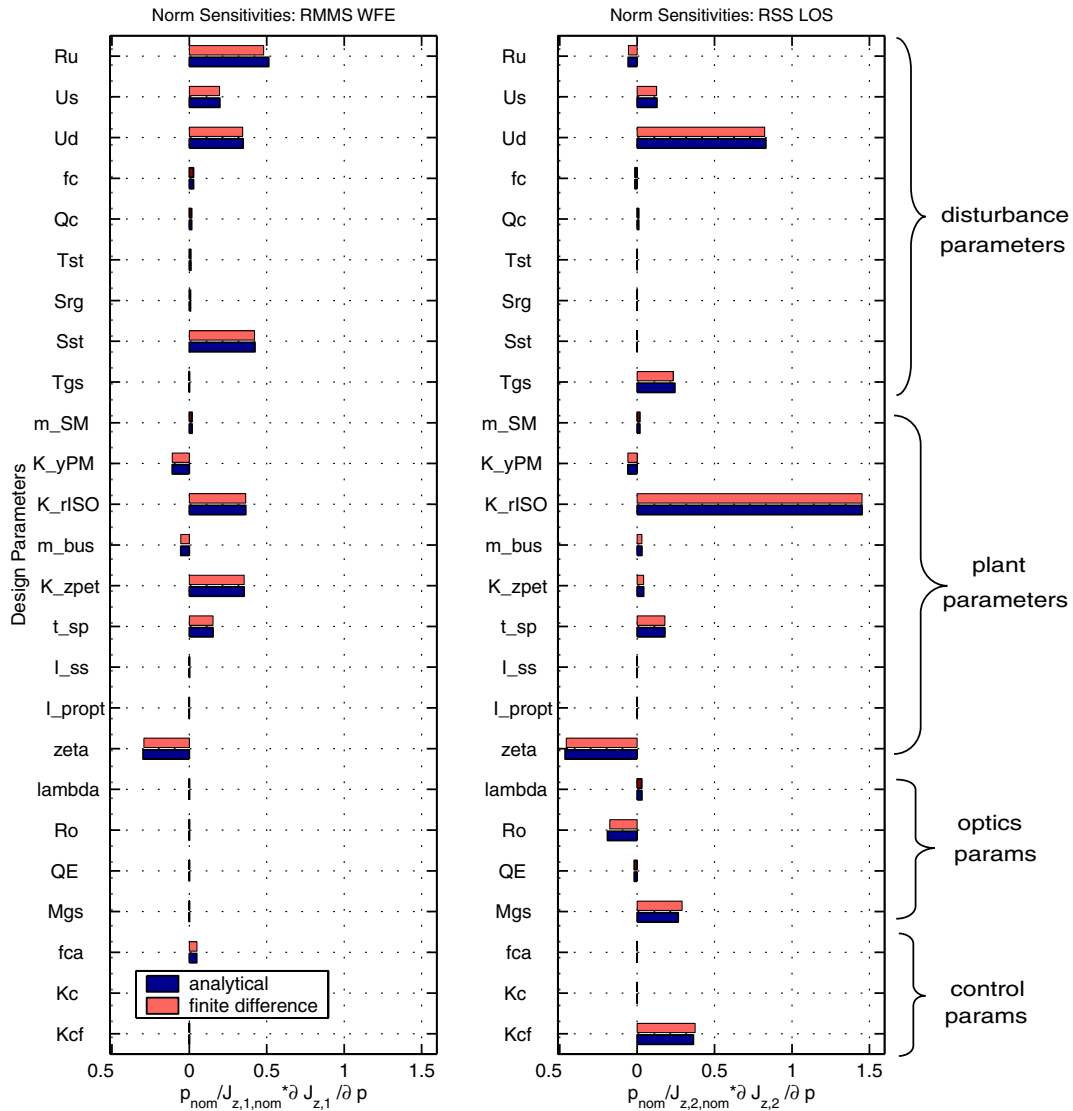 Norm Sensitivities: RMMS WFE
Design Parameters
Ru
Us
Ud
fc
Qc
Tst
Srg
Sst
Tgs
m_SM
K_yPM
K_rISO
m_bus
K_zpet
t_sp
I_ss
I_propt
zeta
lambda
Ro
QE
Mgs
fca
Kc
Kcf
analytical
finite difference
0.5 0 0.5 1 1.5
p_nom/J_z,1,nom*∂ J_z,1 /∂ p
Norm Sensitivities: RSS LOS
Ru
Us
Ud
fc
Qc
Tst
Srg
Sst
Tgs
m_SM
K_yPM
K_rISO
m_bus
K_zpet
t_sp
I_ss
I_propt
zeta
lambda
Ro
QE
Mgs
fca
Kc
Kcf
0.5 0 0.5 1 1.5
p_nom/J_z,2,nom*∂ J_z,2 /∂ p
disturbance
parameters
plant
parameters
optics
params
control
params